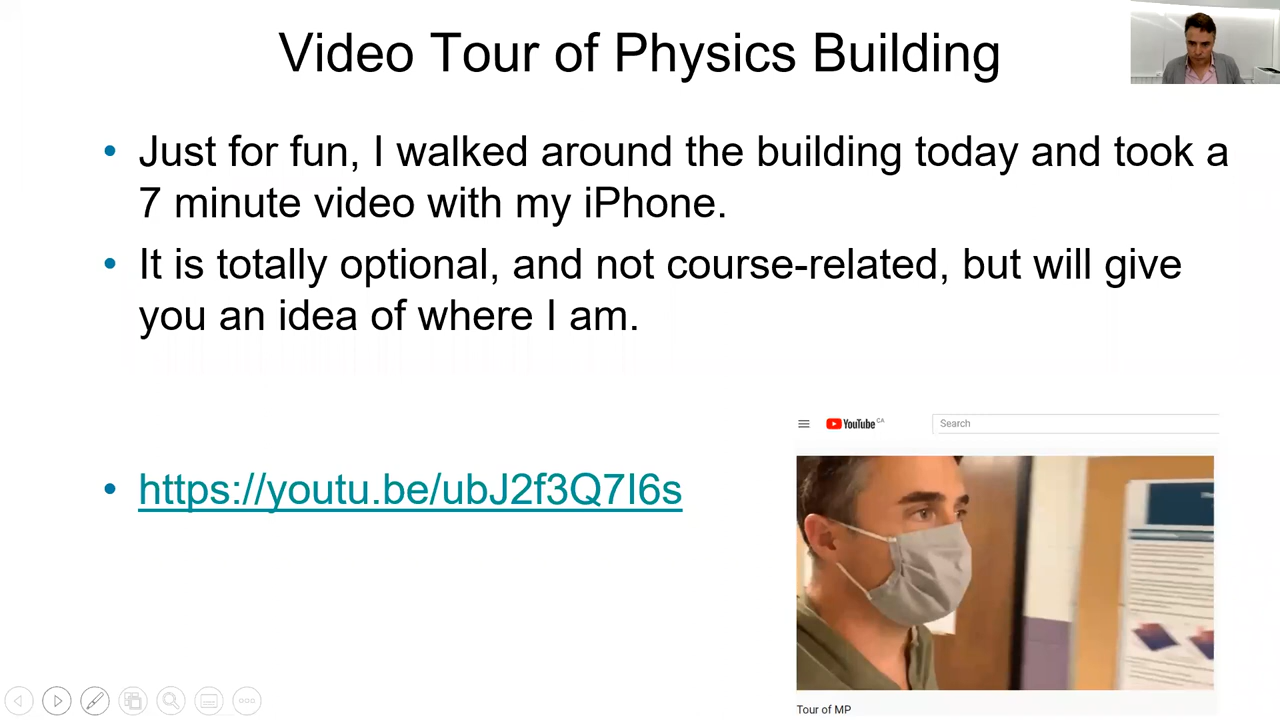 Video Tour of Physics Building
• Just for fun, I walked around the building today and took a
7 minute video with my iPhone.
• It is totally optional, and not course-related, but will give
you an idea of where I am.
• https://youtu.be/ubJ2f3Q7I6s
YouTube CA
Search
Tour of MP